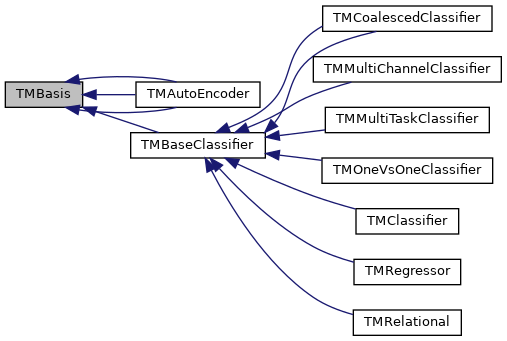 TMCoalescedClassifier
TMMultiChannelClassifier
TMBasis
TMAutoEncoder
TMMultiTaskClassifier
TMBaseClassifier
TMOneVsOneClassifier
TMClassifier
TMRegressor
TMRelational